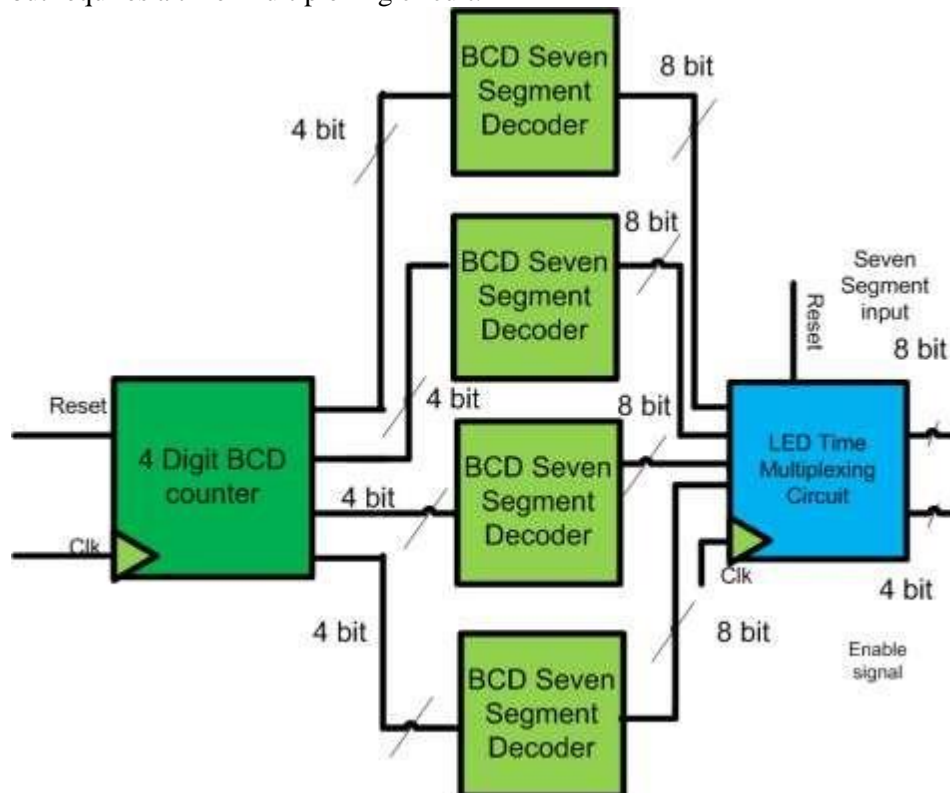 BCD Seven
Segment
Decoder
8 bit
4 bit
BCD Seven
Segment
Decoder
8 bit
4 bit
Seven
Segment
input
8 bit
Reset
Reset
4 Digit BCD
counter
Clk
4 bit
BCD Seven
Segment
Decoder
8 bit
LED Time
Multiplexing
Circuit
Clk
4 bit
Enable
signal
4 bit
BCD Seven
Segment
Decoder
8 bit